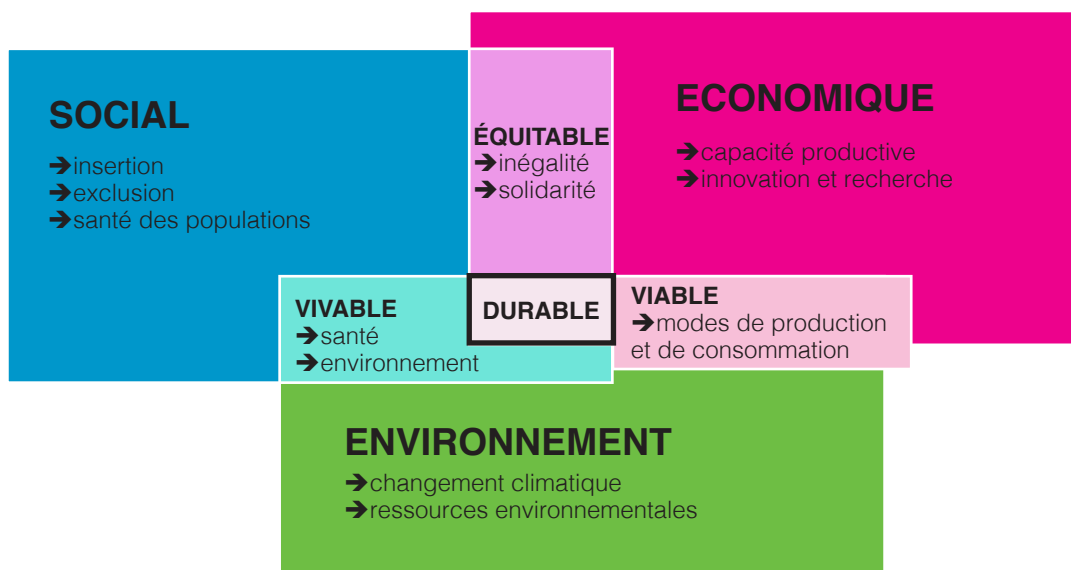 SOCIAL
➔insertion
➔exclusion
➔santé des populations
ÉQUITABLE
➔inégalité
➔solidarité
ECONOMIQUE
➔capacité productive
➔innovation et recherche
VIVABLE
➔santé
➔environnement
DURABLE
VIABLE
➔modes de production
et de consommation
ENVIRONNEMENT
➔changement climatique
➔ressources environnementales